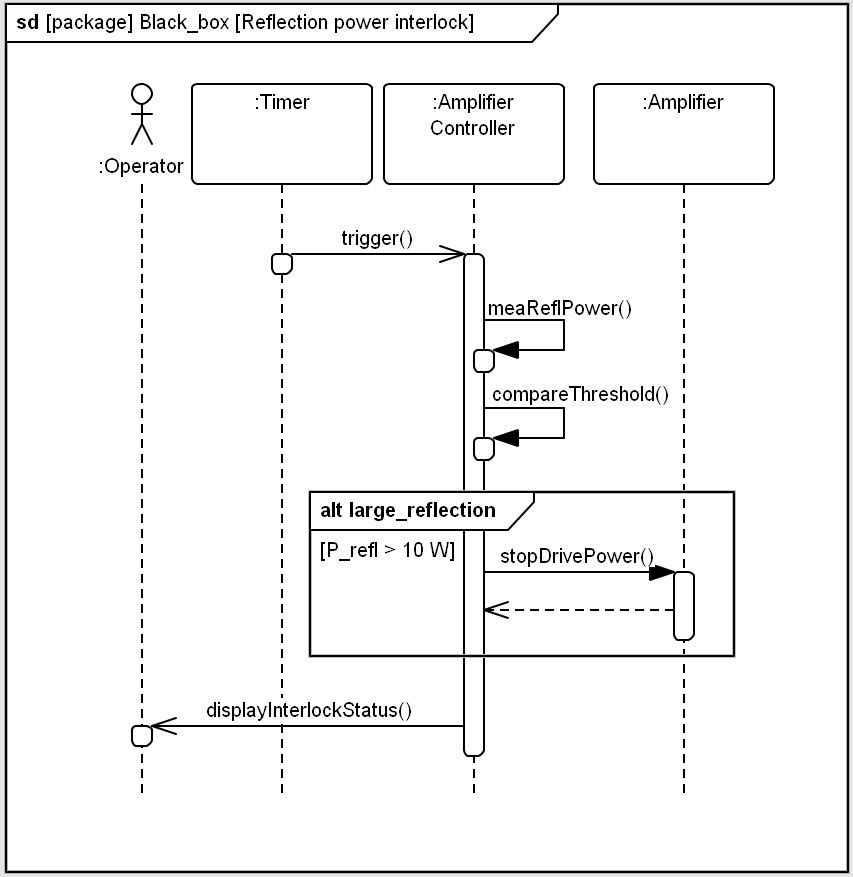 sd [package] Black_box [Reflection power interlock]
:Operator
:Timer
:Amplifier
Controller
:Amplifier
trigger()
meaReflPower()
compareThreshold()
alt large_reflection
[P_refl > 10 W]
stopDrivePower()
displayInterlockStatus()